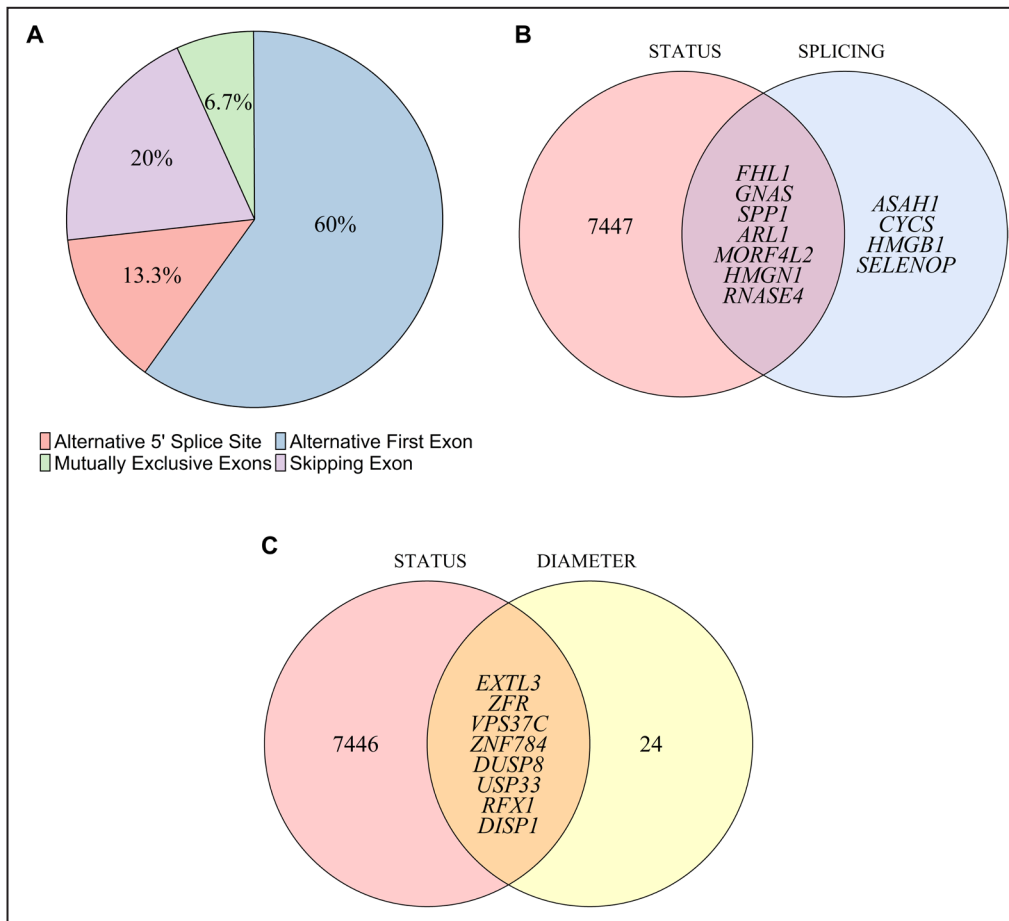 A
6.7%
20%
60%
13.3%
Alternative 5' Splice Site
Alternative First Exon
Mutually Exclusive Exons
Skipping Exon
B
STATUS
SPLICING
7447
FHL1
GNAS
SPP1
ARL1
MORF4L2
HMGN1
RNASE4
ASAH1
CYCS
HMGB1
SELENOP
C
STATUS
DIAMETER
7446
EXTL3
ZFR
VPS37C
ZNF784
DUSP8
USP33
RFX1
DISP1
24